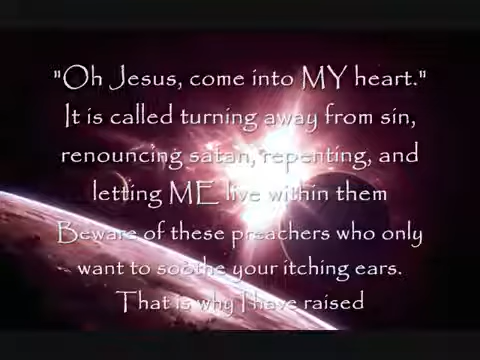 "Oh Jesus, come into MY heart."
It is called turning away from sin,
renouncing satan, repenting, and
letting ME live within them
Beware of these preachers who only
want to soothe your itching ears.
That is why I have raised